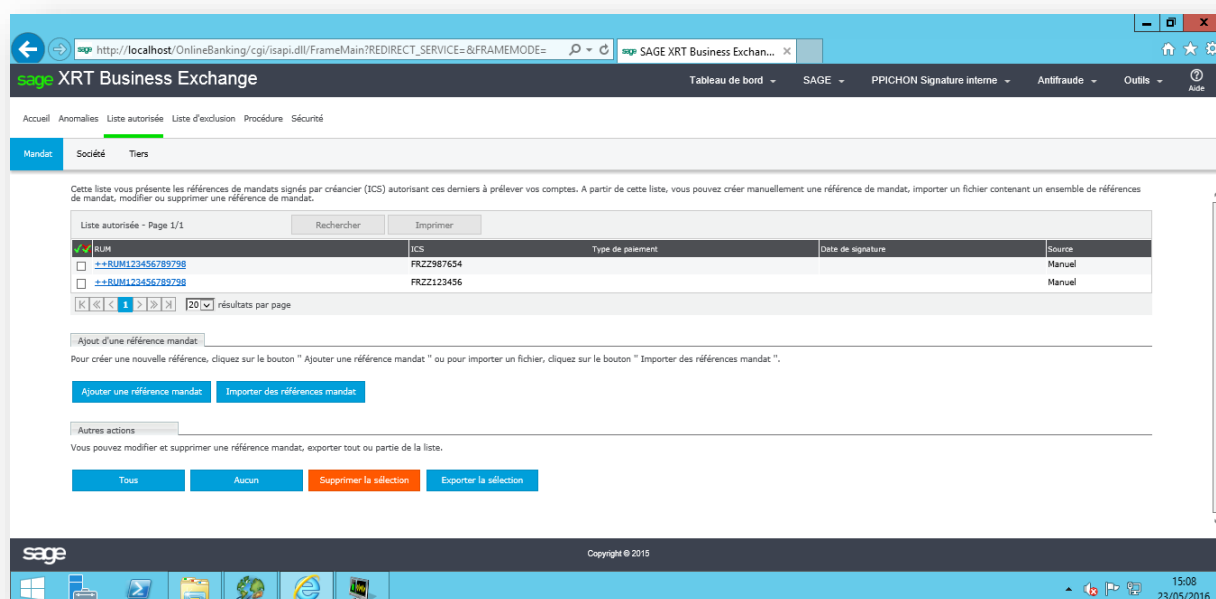 http://localhost/OnlineBanking/cgi/isapi.dll/FrameMain?REDIRECT_SERVICE=&FRAMEMODE= sage SAGE XRT Business Exchan...
sage XRT Business Exchange Tableau de bord SAGE PPICHON Signature interne Antifraude Outils Aide
Accueil Anomalies Liste autorisée Liste d'exclusion Procédure Sécurité
Mandat Société Tiers
Cette liste vous présente les références de mandats signés par créancier (ICS) autorisant ces derniers à prélever vos comptes. A partir de cette liste, vous pouvez créer manuellement une référence de mandat, importer un fichier contenant un ensemble de références
de mandat, modifier ou supprimer une référence de mandat.
Liste autorisée - Page 1/1 Rechercher Imprimer
RUM ICS Type de paiement Date de signature Source
++RUM123456789798 FRZZ987654 Manuel
++RUM123456789798 FRZZ123456 Manuel
1 20 résultats par page
Ajout d'une référence mandat
Pour créer une nouvelle référence, cliquez sur le bouton " Ajouter une référence mandat " ou pour importer un fichier, cliquez sur le bouton " Importer des références mandat ".
Ajouter une référence mandat Importer des références mandat
Autres actions
Vous pouvez modifier et supprimer une référence mandat, exporter tout ou partie de la liste.
Tous Aucun Supprimer la sélection Exporter la sélection
sage Copyright © 2015
15:08
23/05/2016